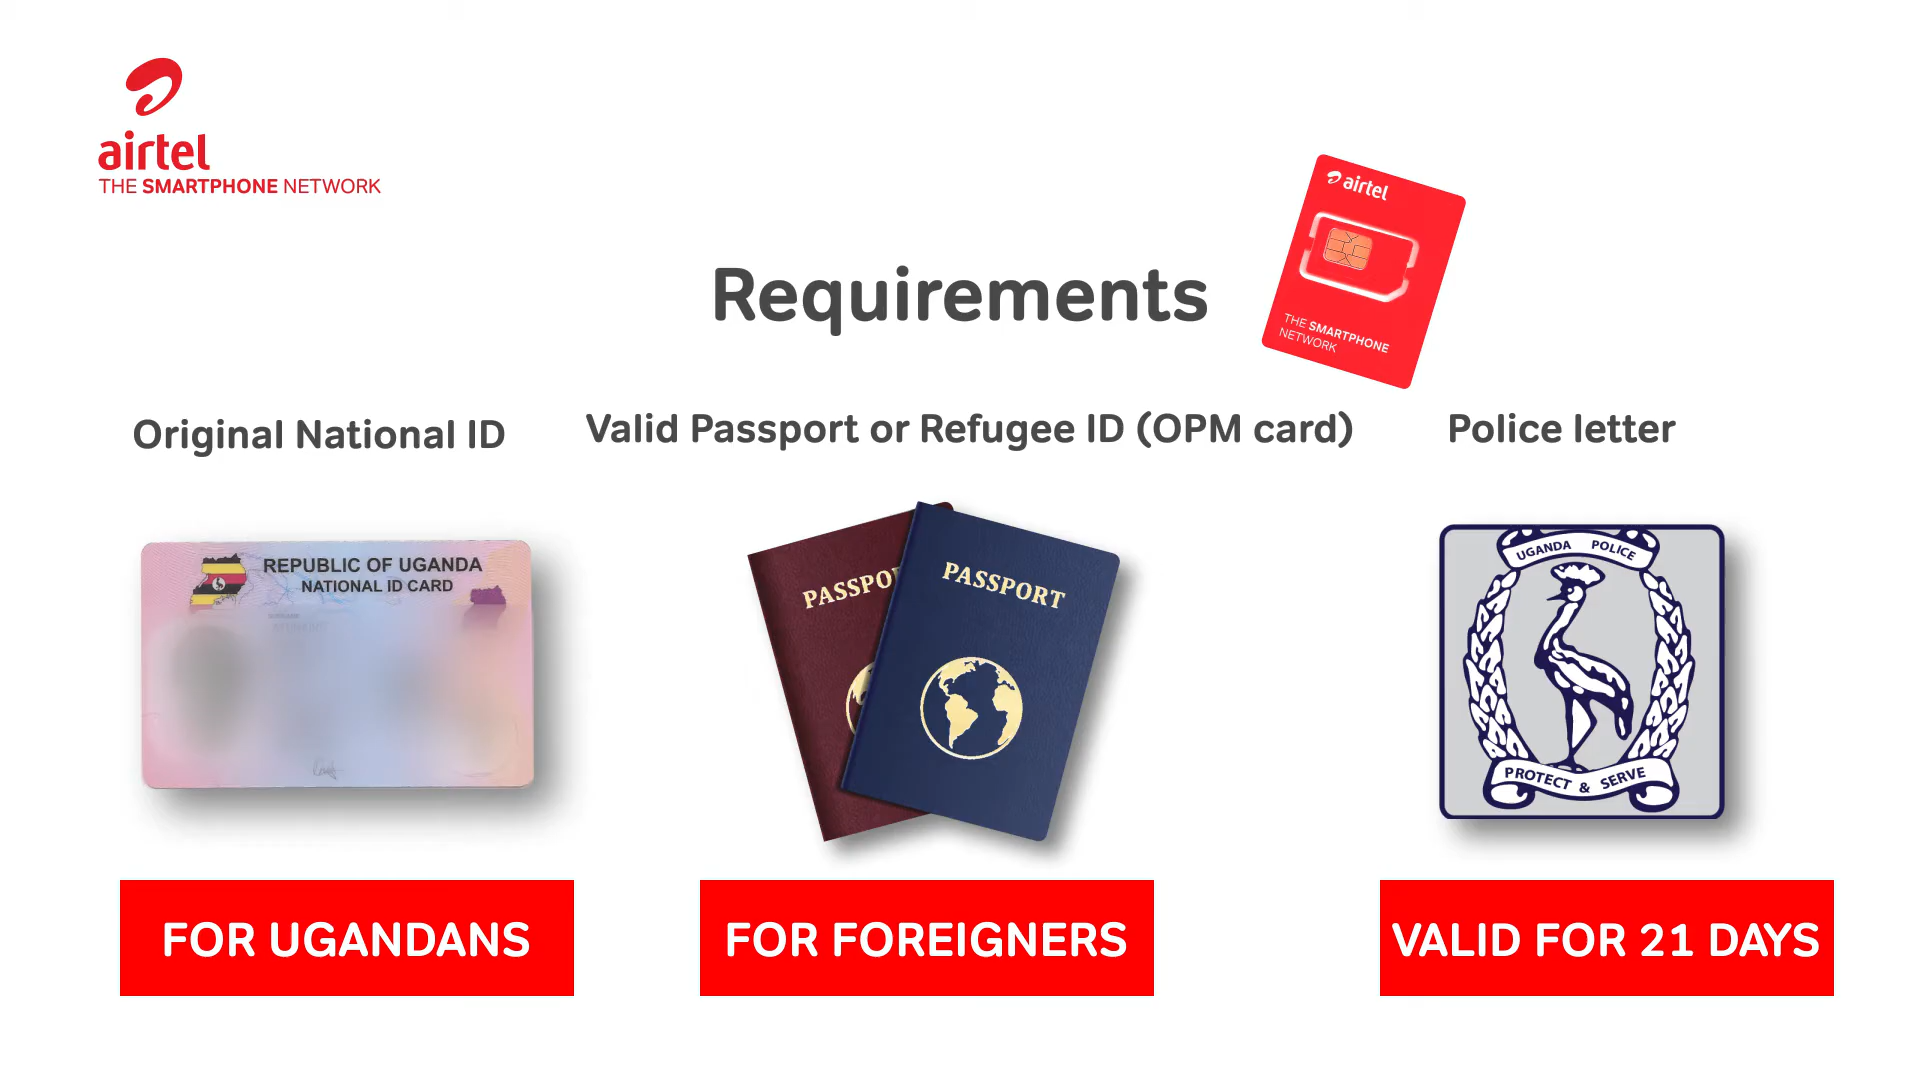 airtel
THE SMARTPHONE NETWORK
airtel
THE SMARTPHONE
NETWORK
Requirements
Original National ID
Valid Passport or Refugee ID (OPM card)
Police letter
REPUBLIC OF UGANDA
NATIONAL ID CARD
PASSPO
PASSPORT
UGANDA POLICE
PROTECT & SERVE
FOR UGANDANS
FOR FOREIGNERS
VALID FOR 21 DAYS